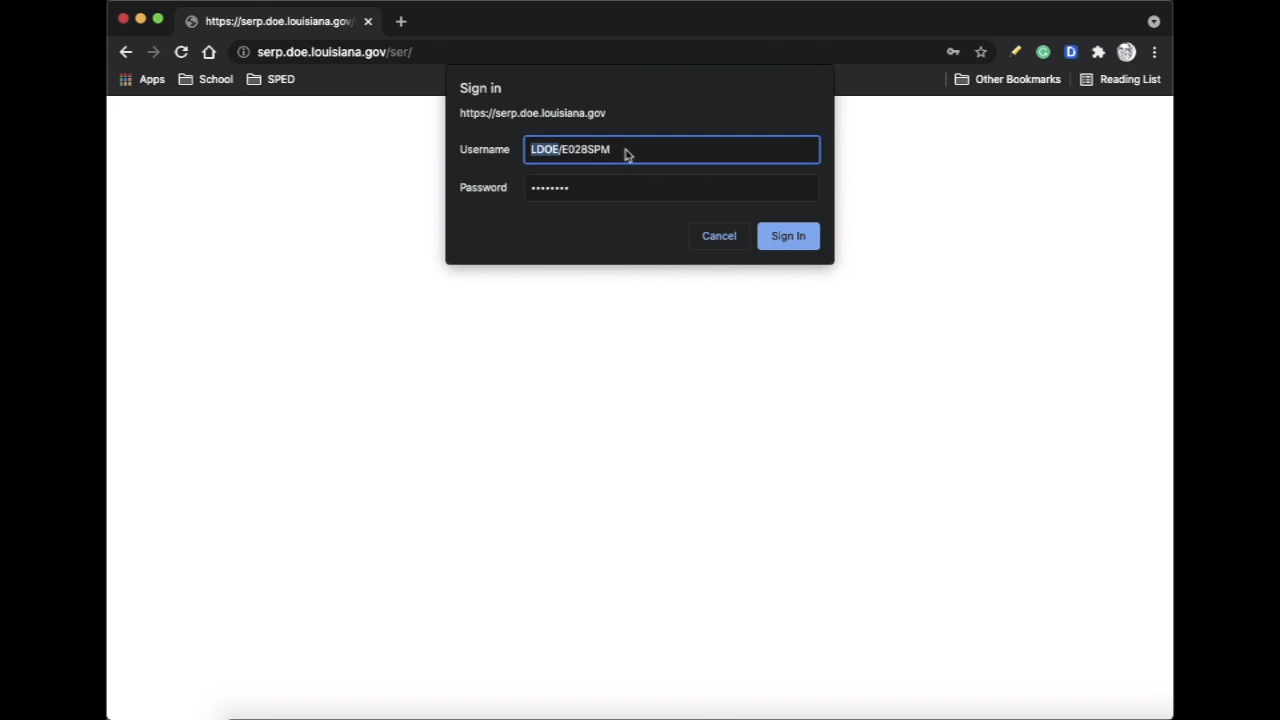 https://serp.doe.louisiana.gov/
serp.doe.louisiana.gov/ser/
Apps School SPED Other Bookmarks Reading List
Sign in
https://serp.doe.louisiana.gov
Username LDOE/E028SPM
Password ••••••••
Cancel Sign In